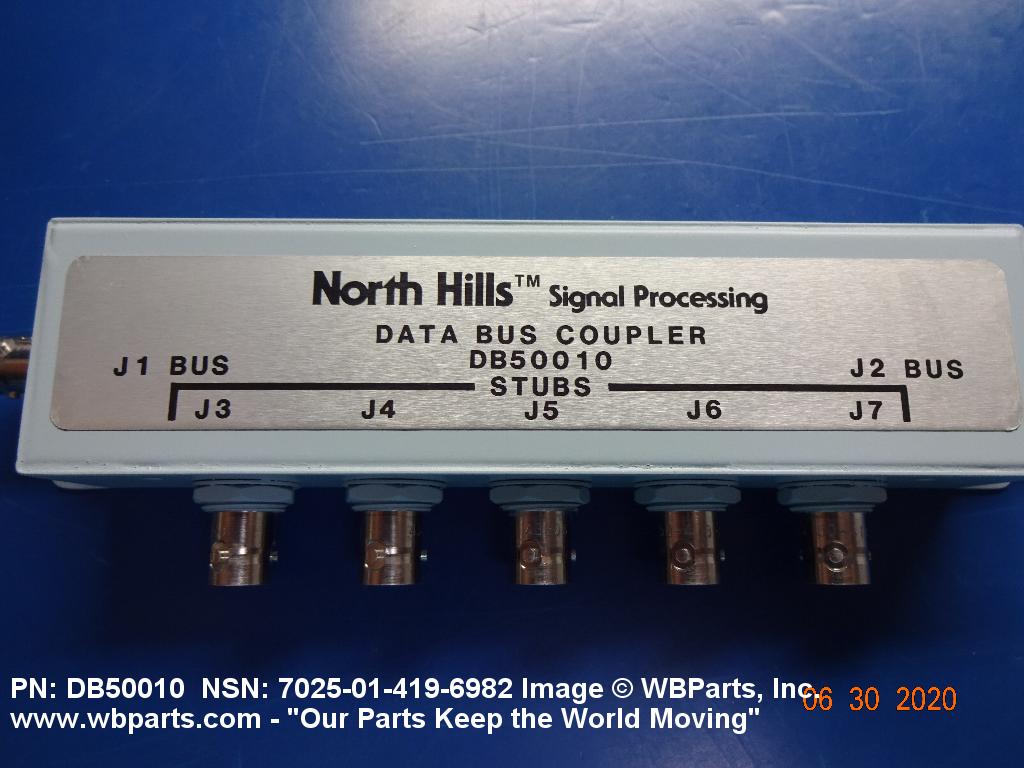 North Hills™ Signal Processing
DATA BUS COUPLER
DB50010
J1 BUS
J2 BUS
STUBS
J3 J4 J5 J6 J7
PN: DB50010 NSN: 7025-01-419-6982 Image © WBParts, Inc.
06 30 2020
www.wbparts.com - "Our Parts Keep the World Moving"